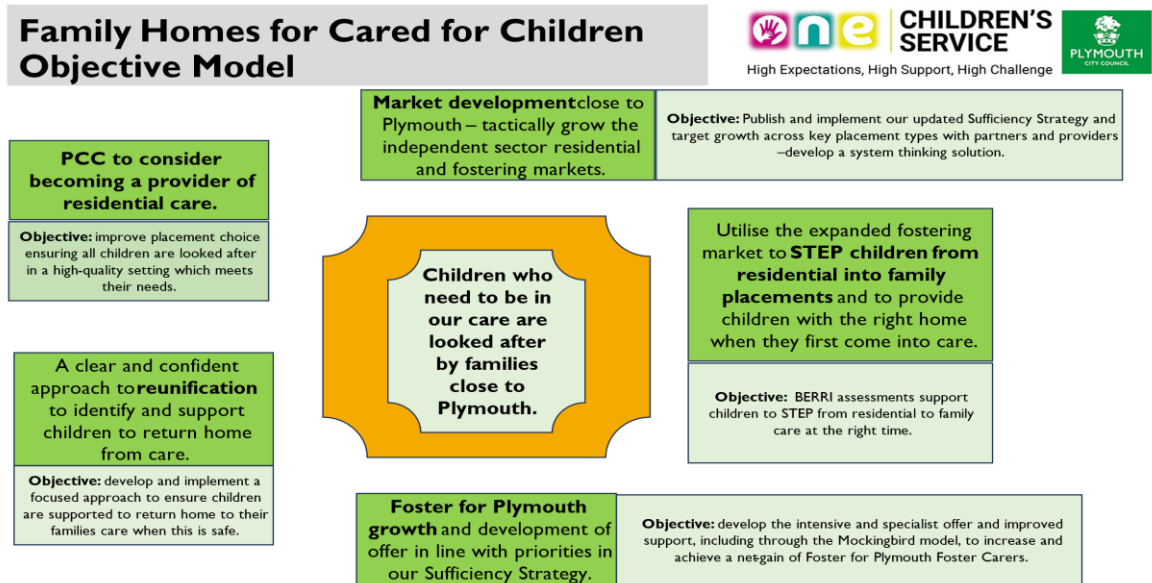 Family Homes for Cared for Children
Objective Model
one
CHILDREN'S
SERVICE
High Expectations, High Support, High Challenge
PLYMOUTH
CITY COUNCIL
Market developmentclose to
Plymouth – tactically grow the
independent sector residential
and fostering markets.
Objective: Publish and implement our updated Sufficiency Strategy and
target growth across key placement types with partners and providers
–develop a system thinking solution.
PCC to consider
becoming a provider of
residential care.
Objective: improve placement choice
ensuring all children are looked after
in a high-quality setting which meets
their needs.
Children who
need to be in
our care are
looked after
by families
close to
Plymouth.
Utilise the expanded fostering
market to STEP children from
residential into family
placements and to provide
children with the right home
when they first come into care.
Objective: BERRI assessments support
children to STEP from residential to family
care at the right time.
A clear and confident
approach to reunification
to identify and support
children to return home
from care.
Objective: develop and implement a
focused approach to ensure children
are supported to return home to their
families care when this is safe.
Foster for Plymouth
growth and development of
offer in line with priorities in
our Sufficiency Strategy.
Objective: develop the intensive and specialist offer and improved
support, including through the Mockingbird model, to increase and
achieve a net-gain of Foster for Plymouth Foster Carers.